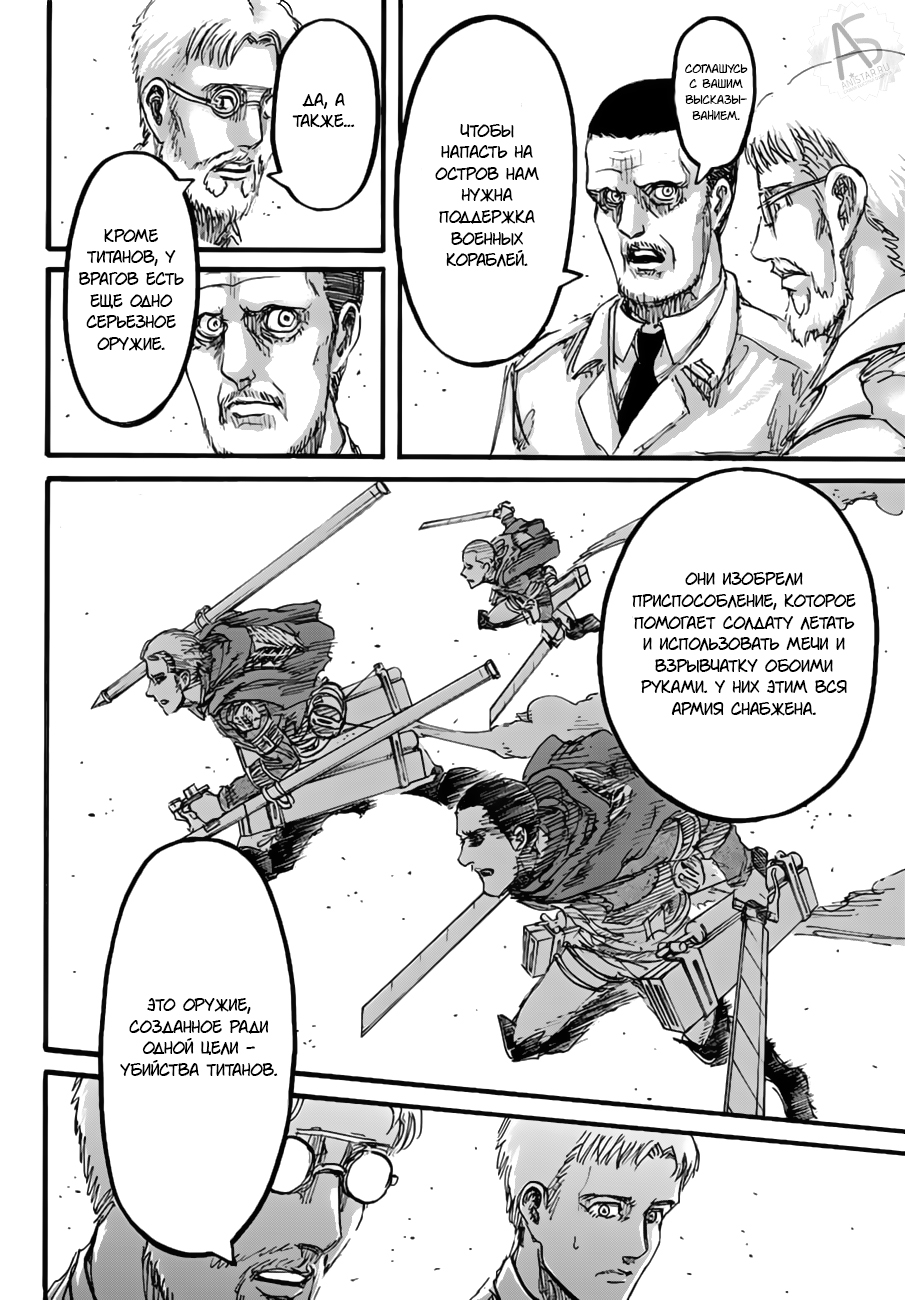 СОГЛАШУСЬ
С ВАШИМ
ВЫСКАЗЫ-
ВАНИЕМ.
ЧТОБЫ
НАПАСТЬ НА
ОСТРОВ НАМ
НУЖНА
ПОДДЕРЖКА
ВОЕННЫХ
КОРАБЛЕЙ.
ДА, А
ТАКЖЕ...
КРОМЕ
ТИТАНОВ, У
ВРАГОВ ЕСТЬ
ЕЩЕ ОДНО
СЕРЬЕЗНОЕ
ОРУЖИЕ.
ОНИ ИЗОБРЕЛИ
ПРИСПОСОБЛЕНИЕ, КОТОРОЕ
ПОМОГАЕТ СОЛДАТУ ЛЕТАТЬ
И ИСПОЛЬЗОВАТЬ МЕЧИ И
ВЗРЫВЧАТКУ ОБОИМИ
РУКАМИ. У НИХ ЭТИМ ВСЯ
АРМИЯ СНАБЖЕНА.
ЭТО ОРУЖИЕ,
СОЗДАННОЕ РАДИ
ОДНОЙ ЦЕЛИ –
УБИЙСТВА ТИТАНОВ.
ANISTAR.RU